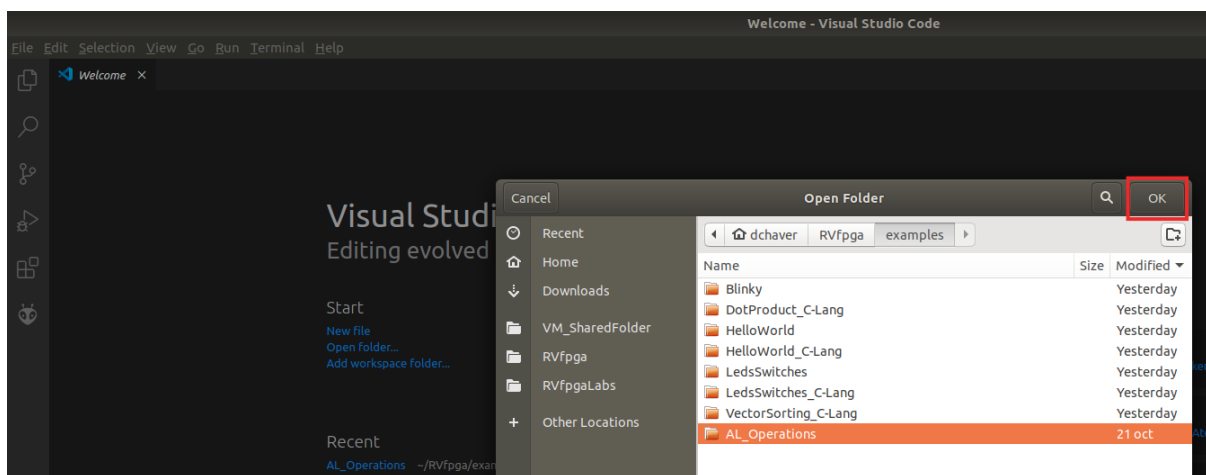 Welcome - Visual Studio Code
File Edit Selection View Go Run Terminal Help
Welcome ×
Cancel Open Folder OK
Visual Studi
Editing evolved
Start
New file
Open folder...
Add workspace folder...
Recent
AL_Operations ~/RVfpga/exam
Recent
Home
Downloads
VM_SharedFolder
RVfpga
RVfpgaLabs
+ Other Locations
dchaver RVfpga examples
Name Size Modified
Blinky Yesterday
DotProduct_C-Lang Yesterday
HelloWorld Yesterday
HelloWorld_C-Lang Yesterday
LedsSwitches Yesterday
LedsSwitches_C-Lang Yesterday
VectorSorting_C-Lang Yesterday
AL_Operations 21 oct